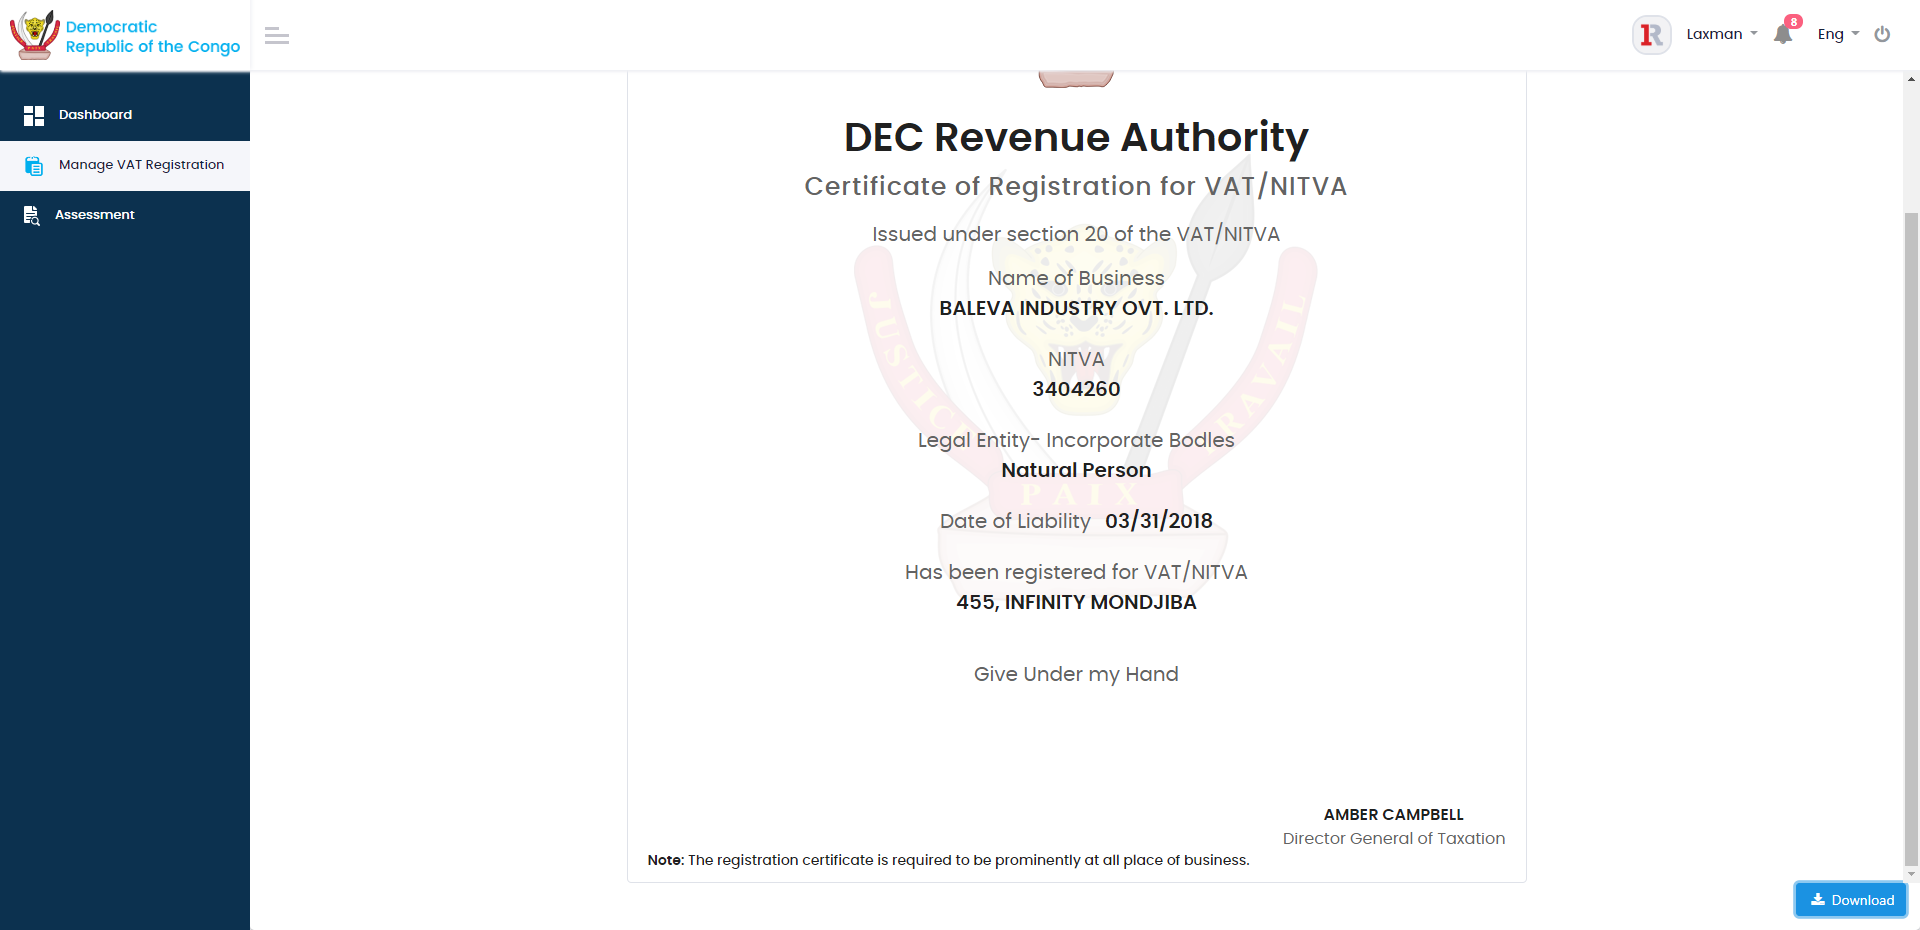 Democratic
Republic of the Congo
Laxman
8
Eng
Dashboard
Manage VAT Registration
Assessment
DEC Revenue Authority
Certificate of Registration for VAT/NITVA
Issued under section 20 of the VAT/NITVA
Name of Business
BALEVA INDUSTRY OVT. LTD.
NITVA
3404260
Legal Entity- Incorporate Bodles
Natural Person
Date of Liability 03/31/2018
Has been registered for VAT/NITVA
455, INFINITY MONDJIBA
Give Under my Hand
JUSTICE
PAIX
TRAVAIL
AMBER CAMPBELL
Director General of Taxation
Note: The registration certificate is required to be prominently at all place of business.
Download